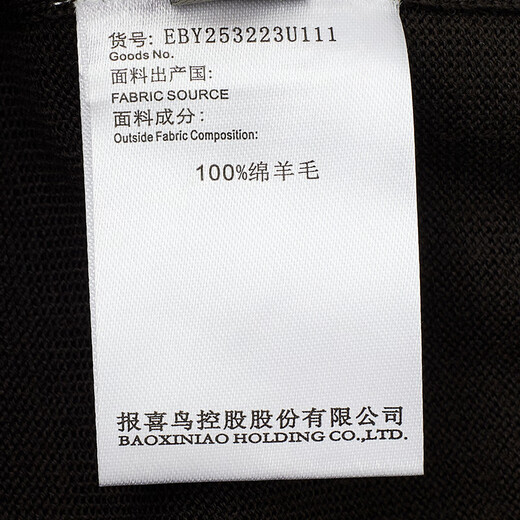 货号: EBY253223U111
Goods No.
面料出产国:
FABRIC SOURCE
面料成分:
Outside Fabric Composition:
100%绵羊毛
报喜鸟控股股份有限公司
BAOXINIAO HOLDING CO.,LTD.